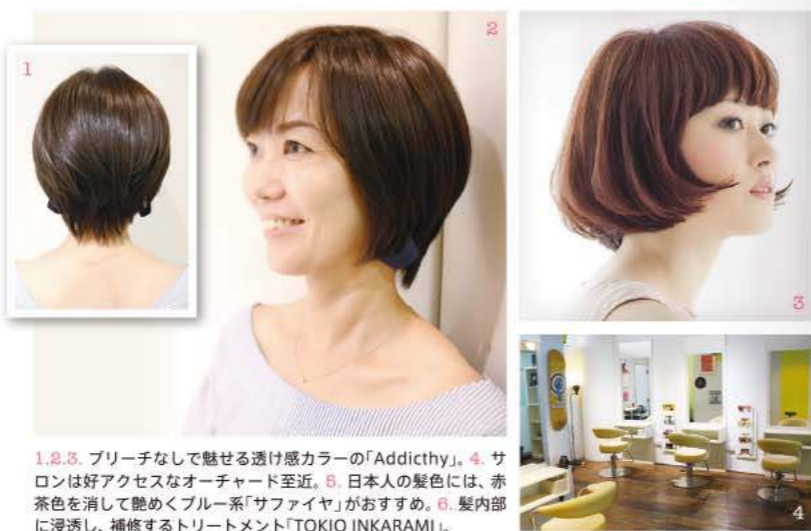 1
2
3
4
1.2.3. ブリーチなしで魅せる透け感カラーの「Addicthy」。4. サ
ロンは好アクセスなオーチャード至近。5. 日本人の髪色には、赤
茶色を消して艶めくブルー系「サファイヤ」がおすすめ。6. 髪内部
に浸透し、補修するトリートメント「TOKIO INKARAMI」。